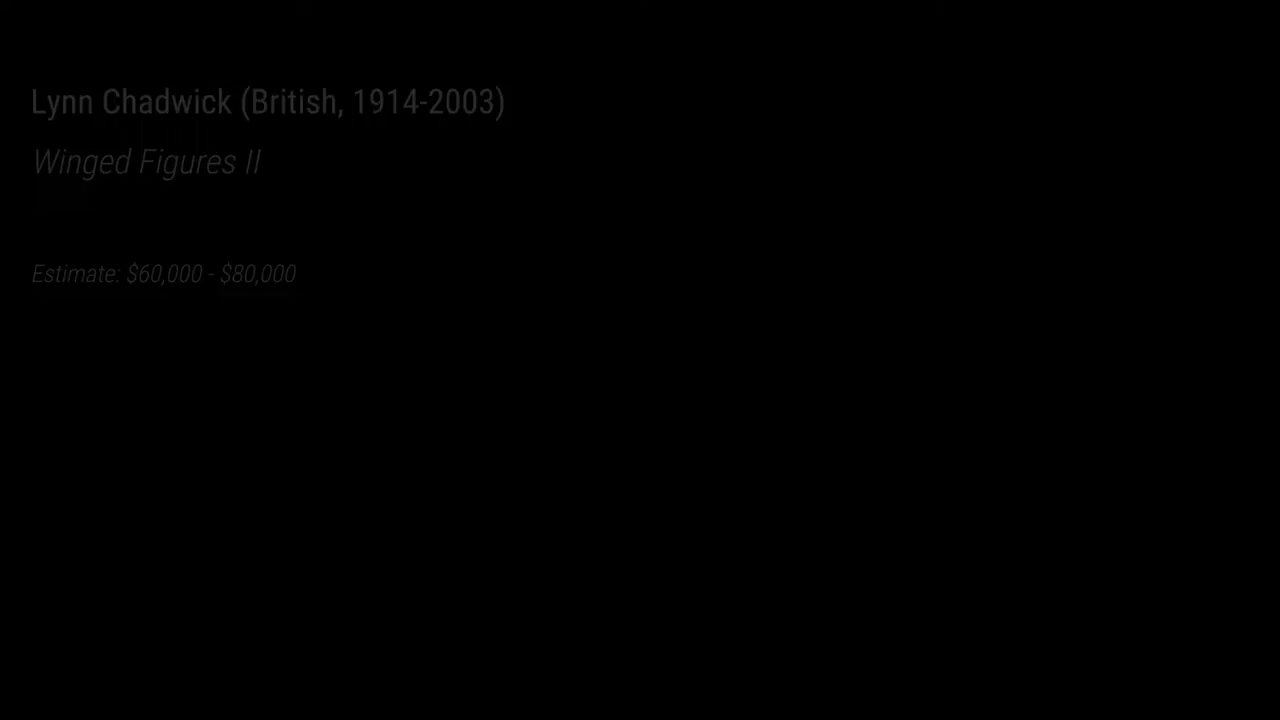 Lynn Chadwick (British, 1914-2003)
Winged Figures II
Estimate: $60,000 - $80,000